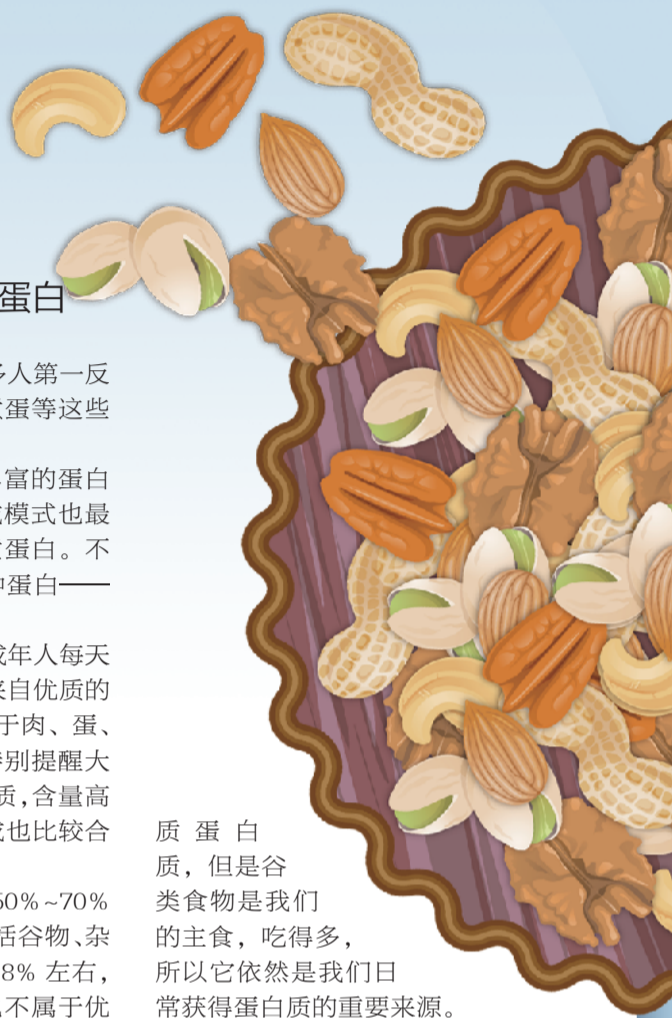 蛋白
多人第一反
蛋等这些
富的蛋白
模式也最
蛋白。不
中蛋白——
成年人每天
来自优质的
于肉、蛋、
特别提醒大
质,含量高
成也比较合
60%~70%
括谷物、杂
8% 左右,
不属于优
质蛋白
质，但是谷
类食物是我们
的主食，吃得多，
所以它依然是我们日
常获得蛋白质的重要来源。